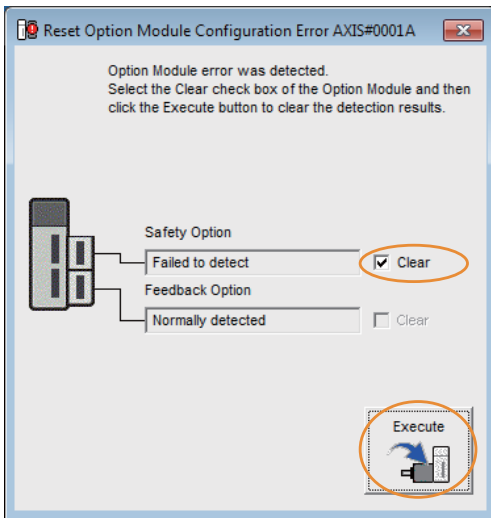 Reset Option Module Configuration Error AXIS#0001A
Option Module error was detected.
Select the Clear check box of the Option Module and then
click the Execute button to clear the detection results.
Safety Option
Failed to detect
Clear
Feedback Option
Normally detected
Clear
Execute